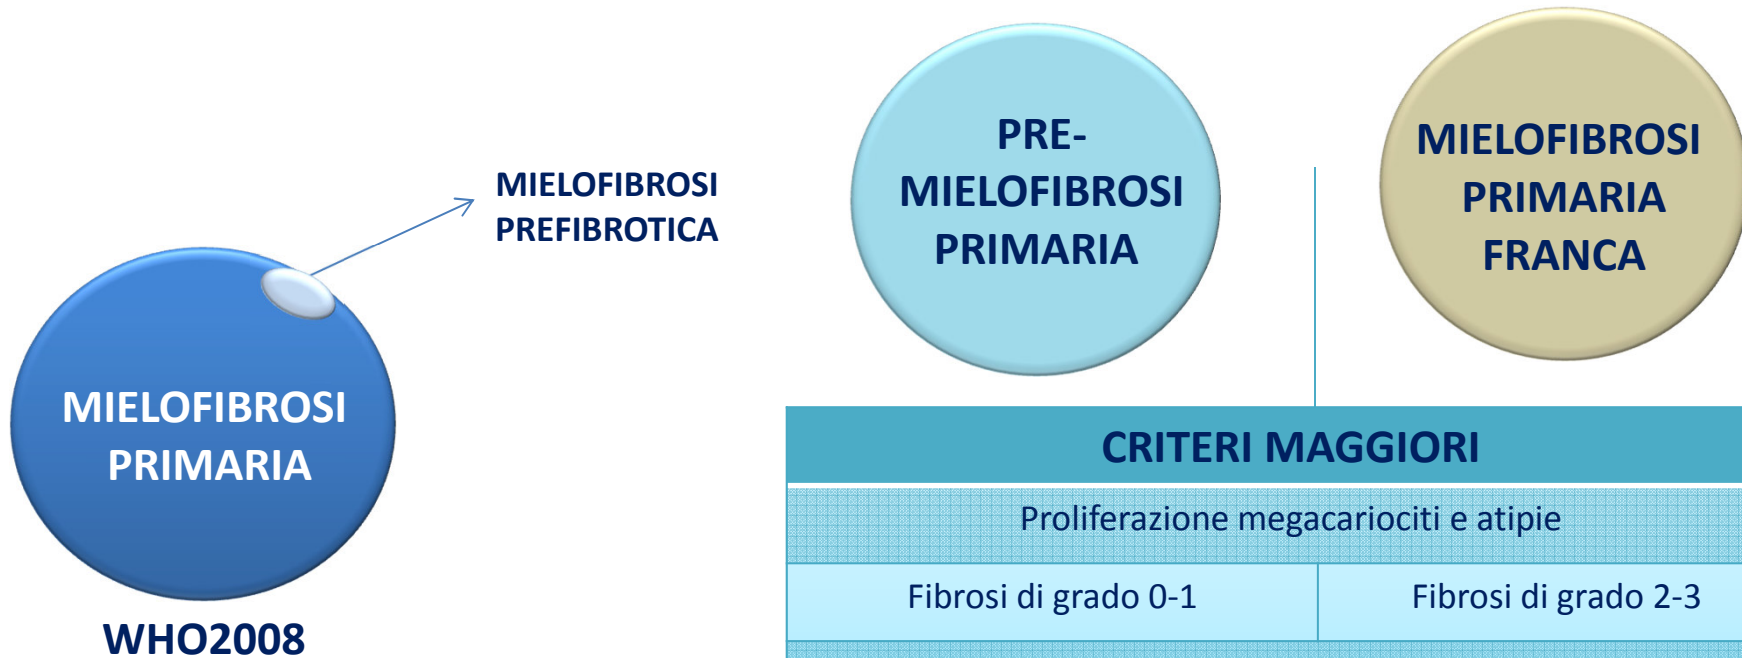 MIELOFIBROSI
PREFIBROTICA
MIELOFIBROSI
PRIMARIA
WHO2008
PRE-
MIELOFIBROSI
PRIMARIA
MIELOFIBROSI
PRIMARIA
FRANCA
CRITERI MAGGIORI
Proliferazione megacariociti e atipie
Fibrosi di grado 0-1
Fibrosi di grado 2-3